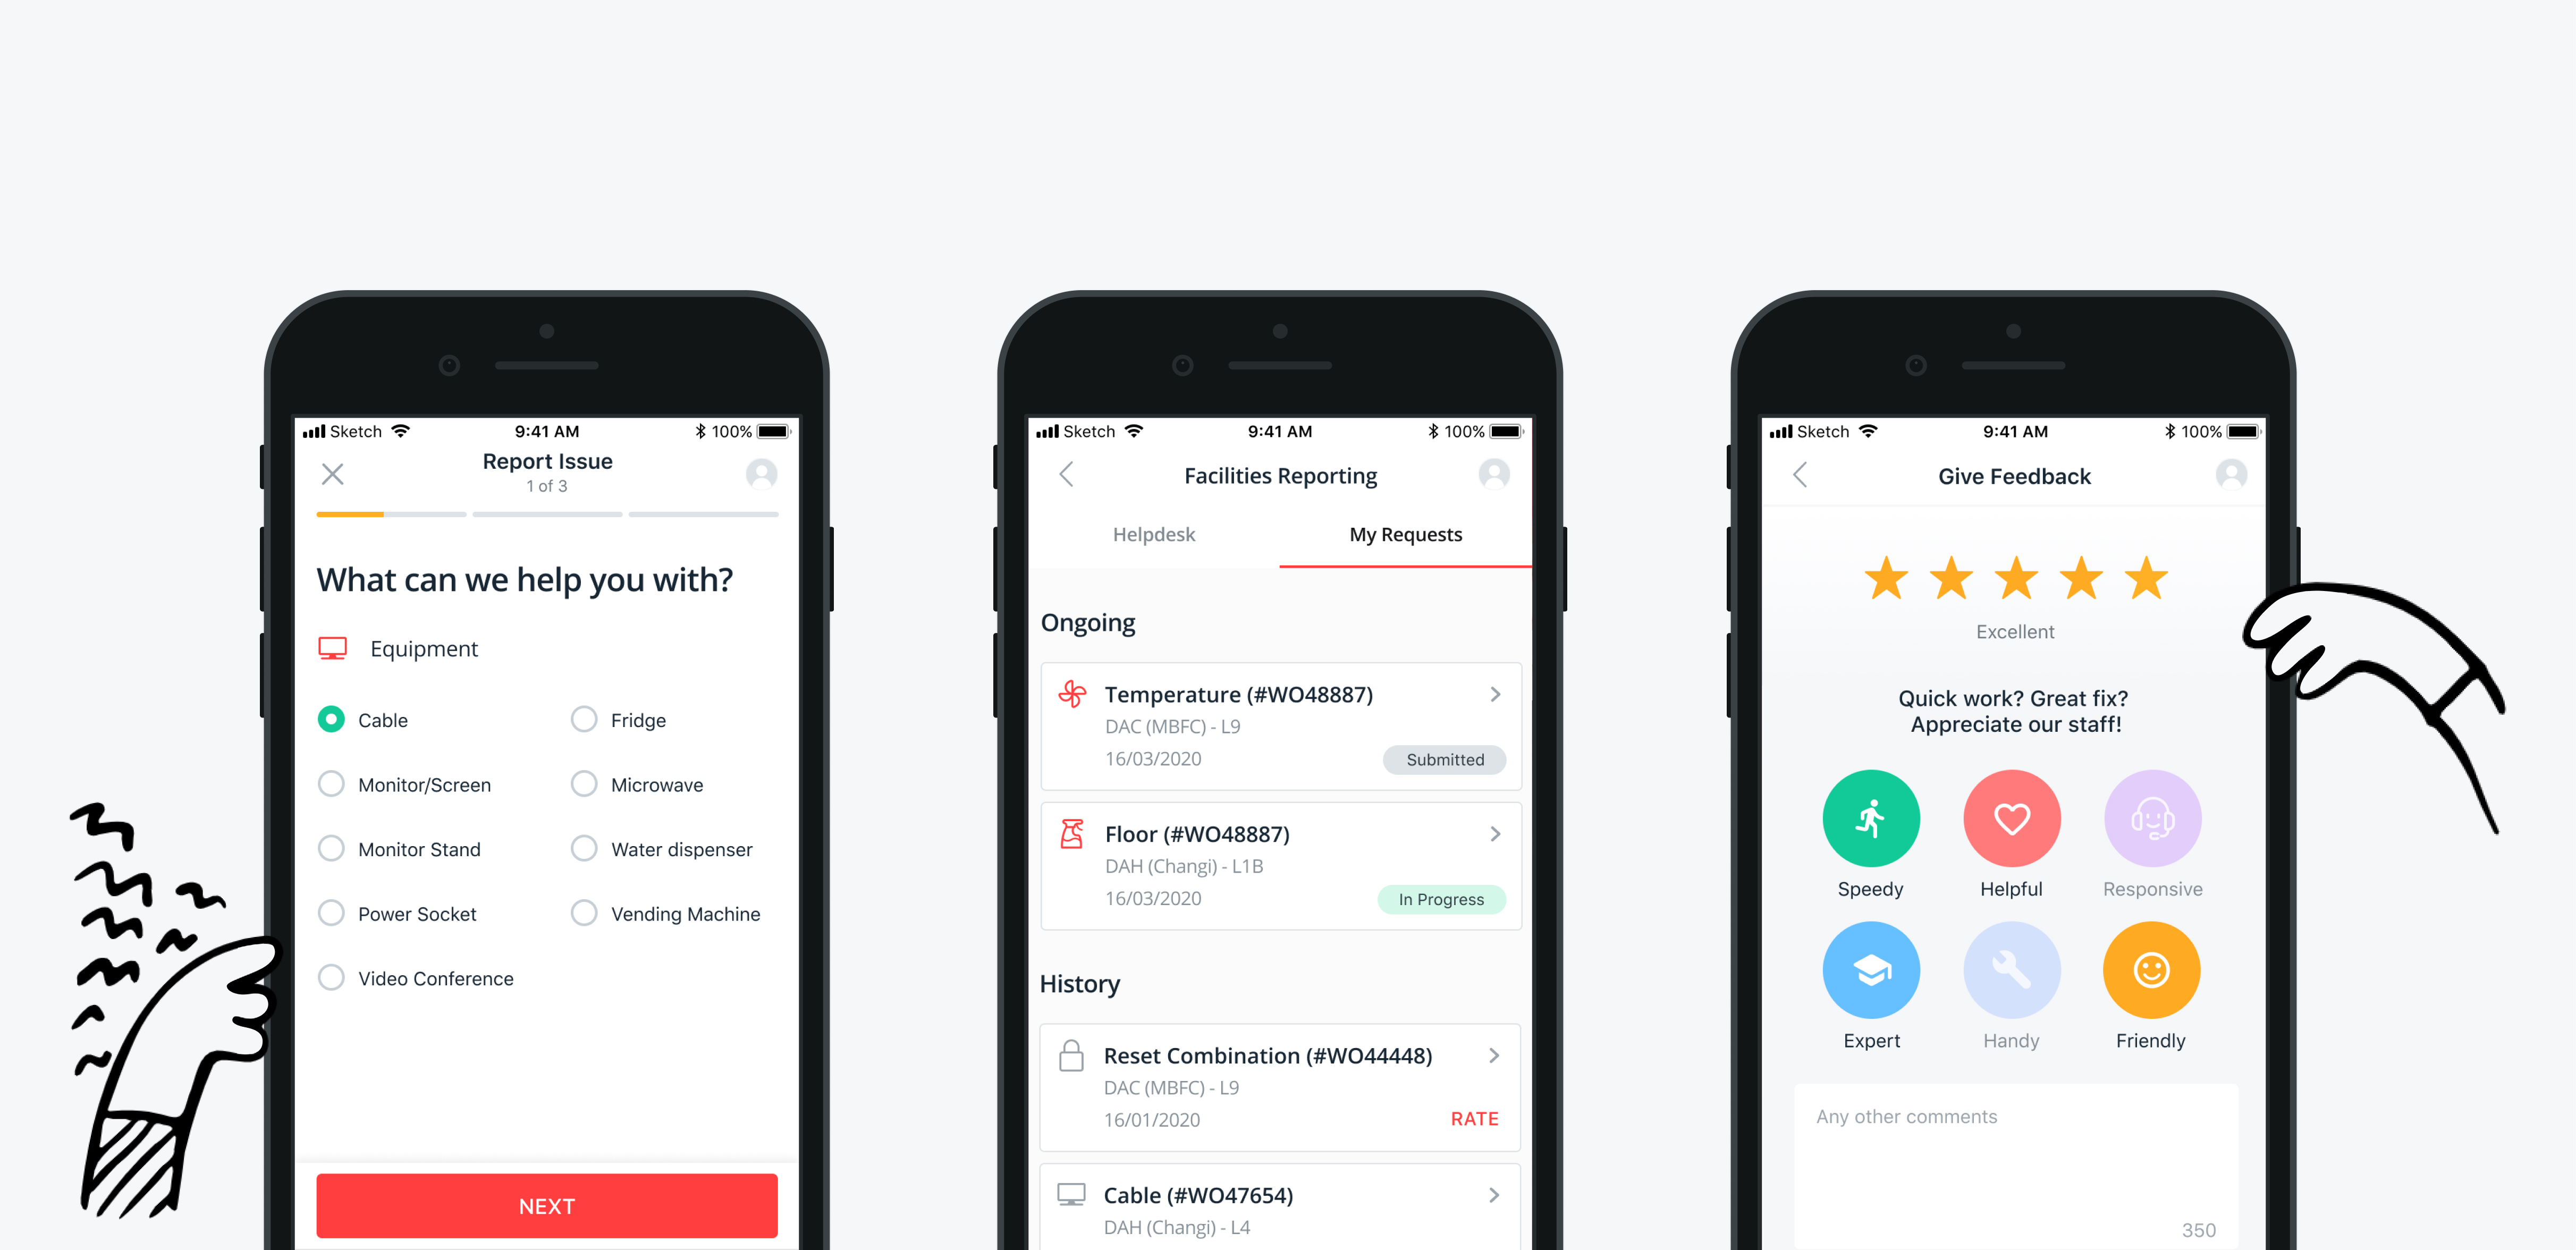 Sketch 9:41 AM 100%
Report Issue
1 of 3
What can we help you with?
Equipment
Cable Fridge
Monitor/Screen Microwave
Monitor Stand Water dispenser
Power Socket Vending Machine
Video Conference
NEXT
Sketch 9:41 AM 100%
Facilities Reporting
Helpdesk My Requests
Ongoing
Temperature (#WO48887)
DAC (MBFC) - L9
16/03/2020 Submitted
Floor (#WO48887)
DAH (Changi) - L1B
16/03/2020 In Progress
History
Reset Combination (#WO44448)
DAC (MBFC) - L9
16/01/2020 RATE
Cable (#WO47654)
DAH (Changi) - L4
Sketch 9:41 AM 100%
Give Feedback
Excellent
Quick work? Great fix?
Appreciate our staff!
Speedy Helpful Responsive
Expert Handy Friendly
Any other comments
350